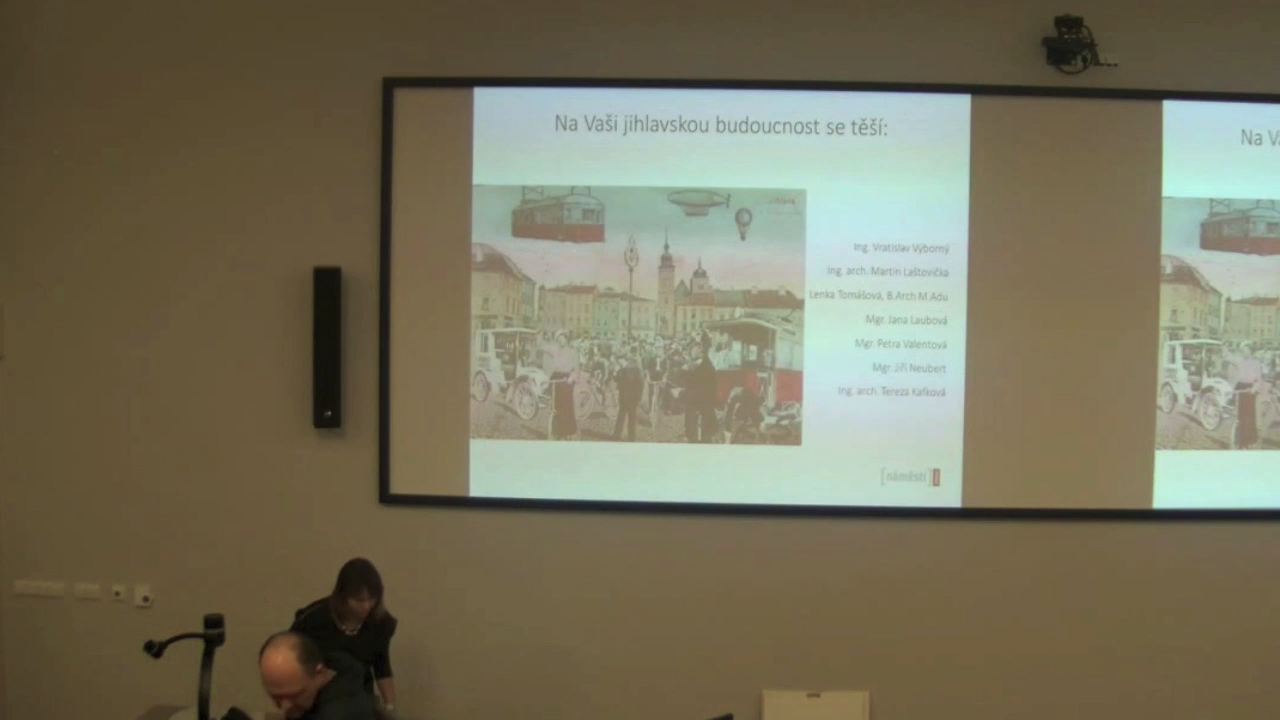 Na Vaši jihlavskou budoucnost se těší:
Ing. Vratislav Výborný
Ing. arch. Martin Laštovička
Lenka Tomášová, B.Arch M.Adu
Mgr. Jana Laubová
Mgr. Petra Valentová
Mgr. Jiří Neubert
Ing. arch. Tereza Kafková
[náměstí]
Na V